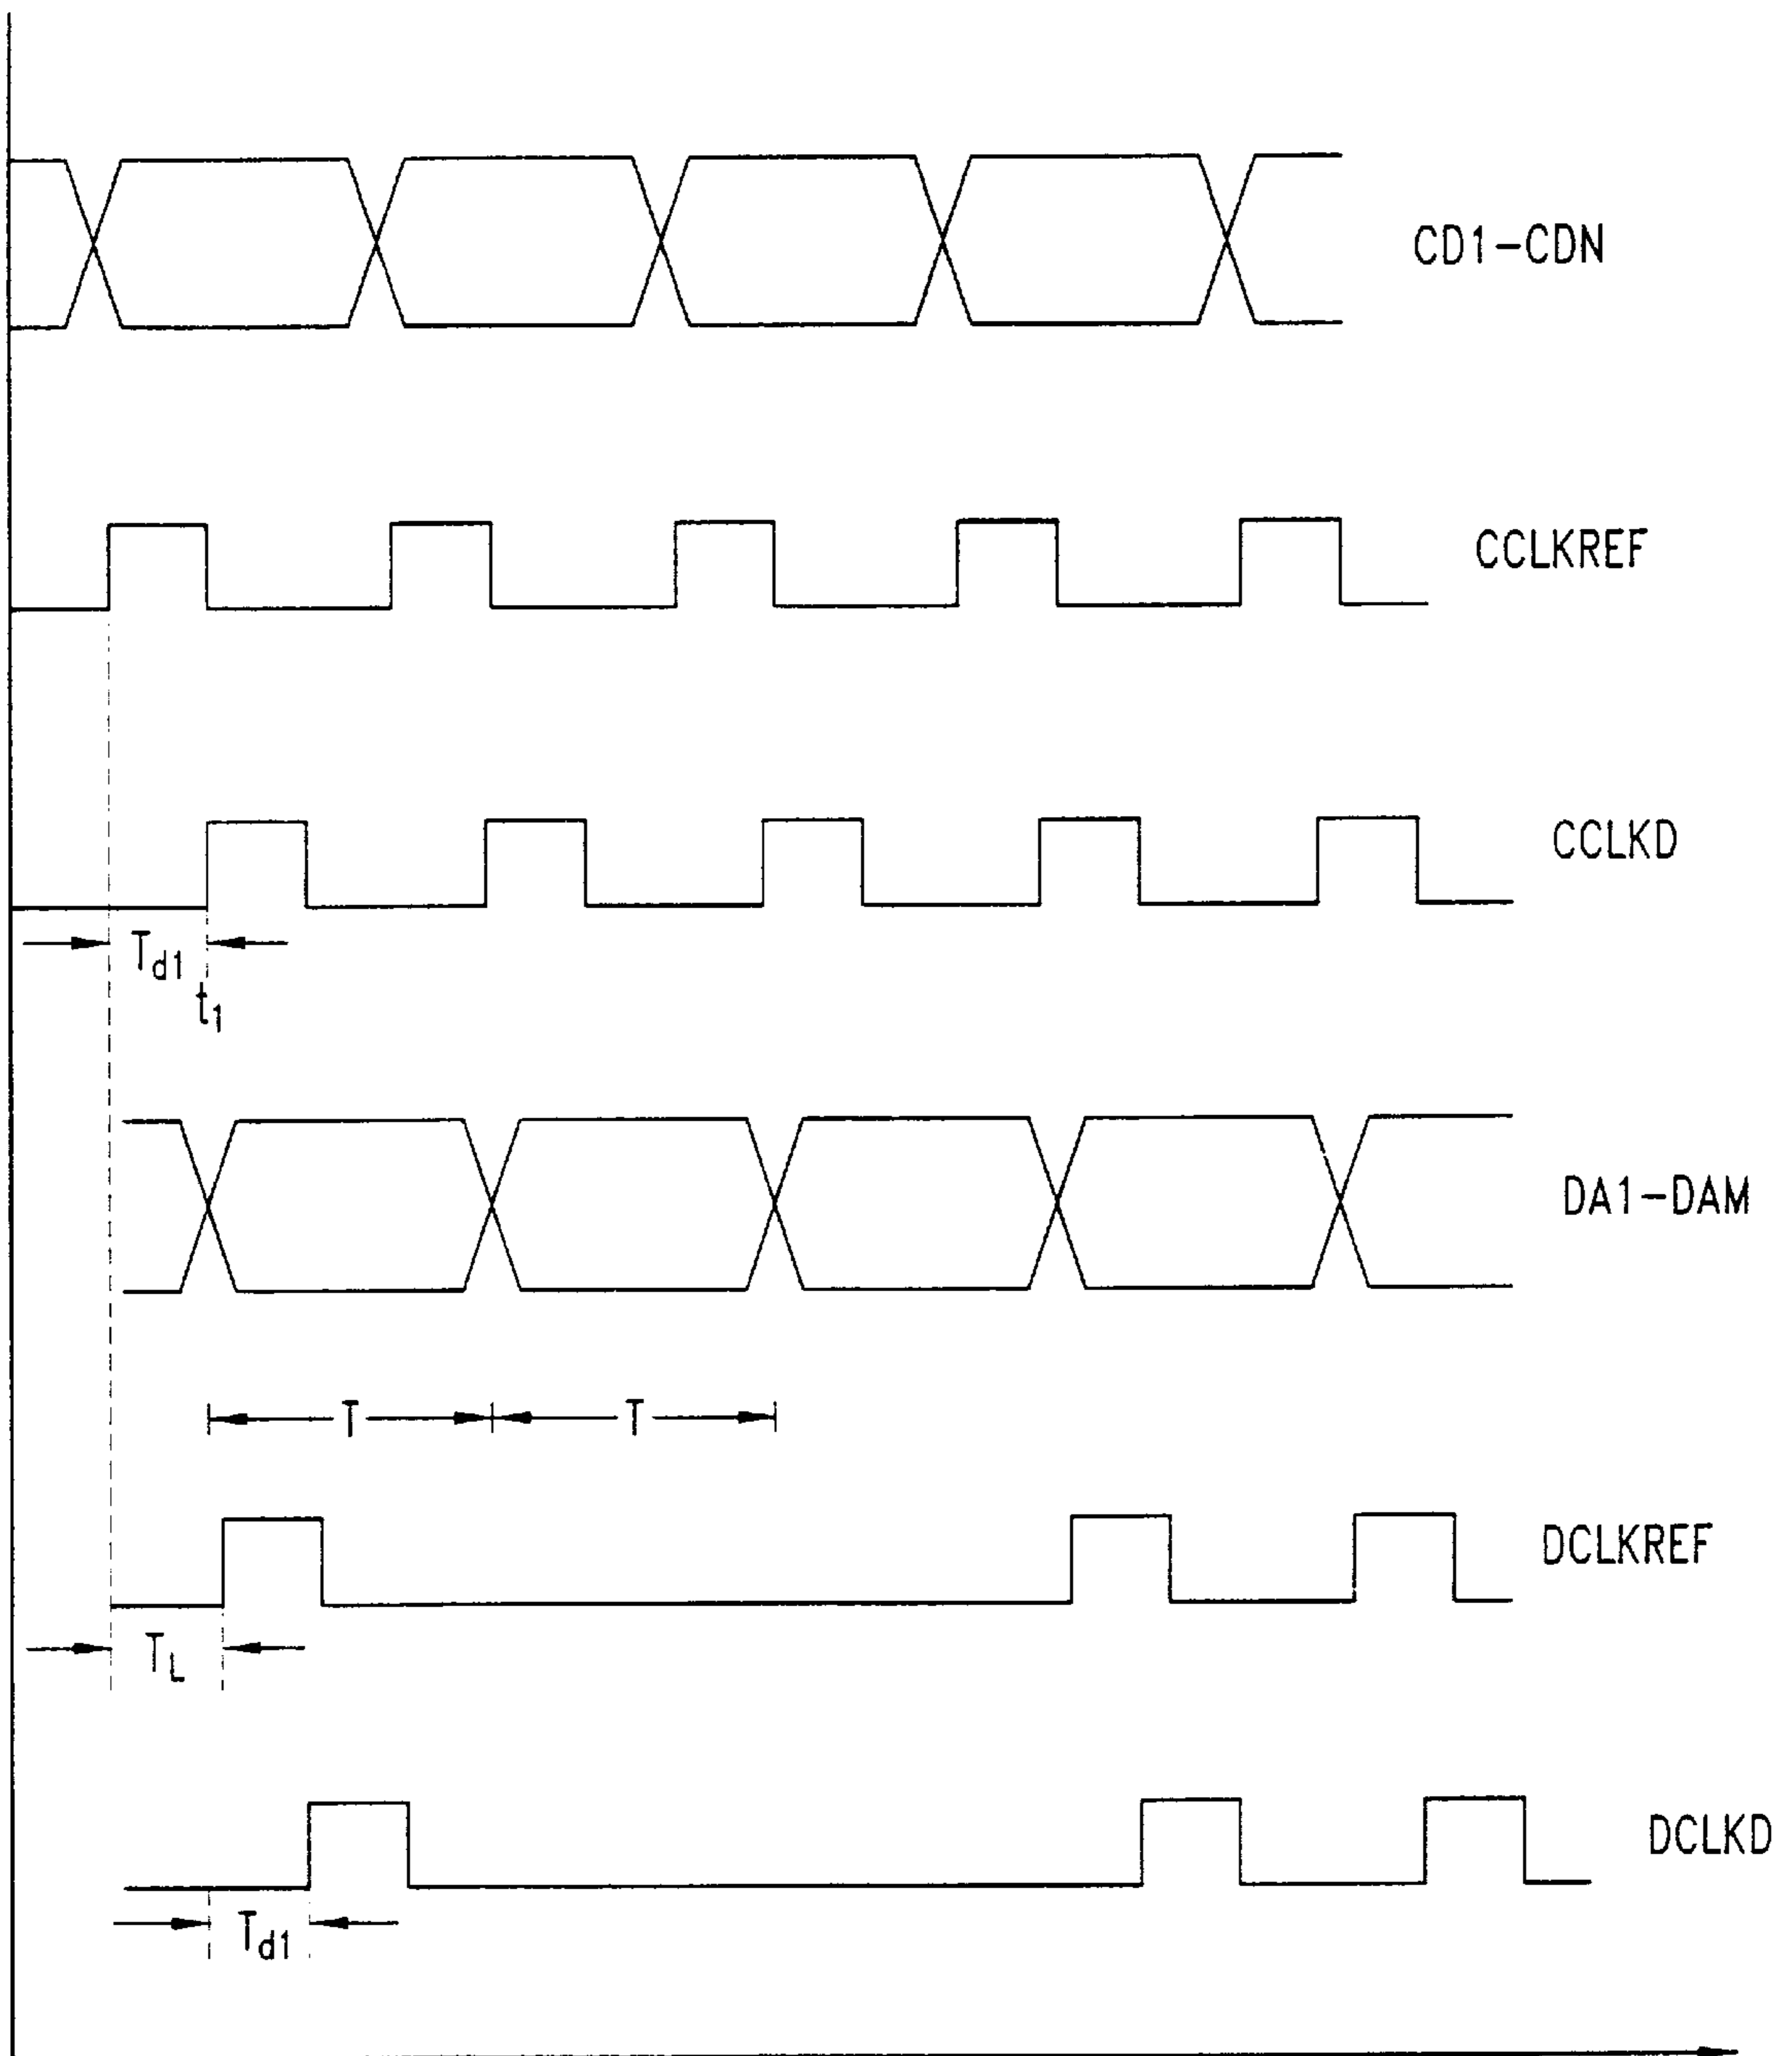 CD1-CDN
CCLKREF
CCLKD
Td1
t1
DA1-DAM
T T
DCLKREF
TL
DCLKD
Td1